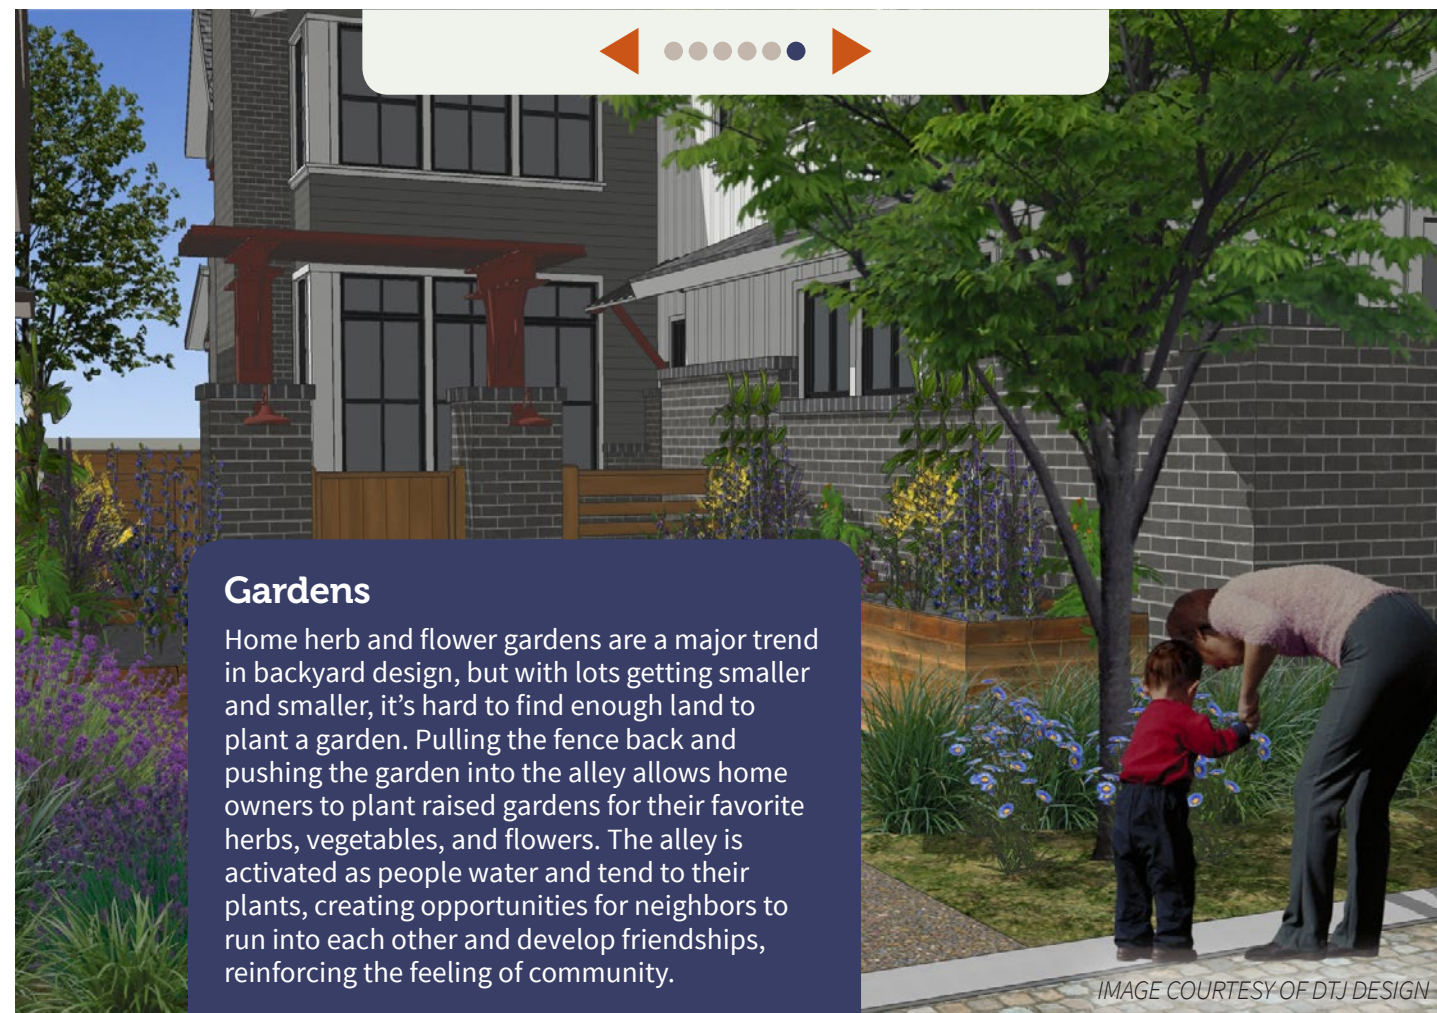 Gardens
Home herb and flower gardens are a major trend
in backyard design, but with lots getting smaller
and smaller, it’s hard to find enough land to
plant a garden. Pulling the fence back and
pushing the garden into the alley allows home
owners to plant raised gardens for their favorite
herbs, vegetables, and flowers. The alley is
activated as people water and tend to their
plants, creating opportunities for neighbors to
run into each other and develop friendships,
reinforcing the feeling of community.
IMAGE COURTESY OF DTJ DESIGN